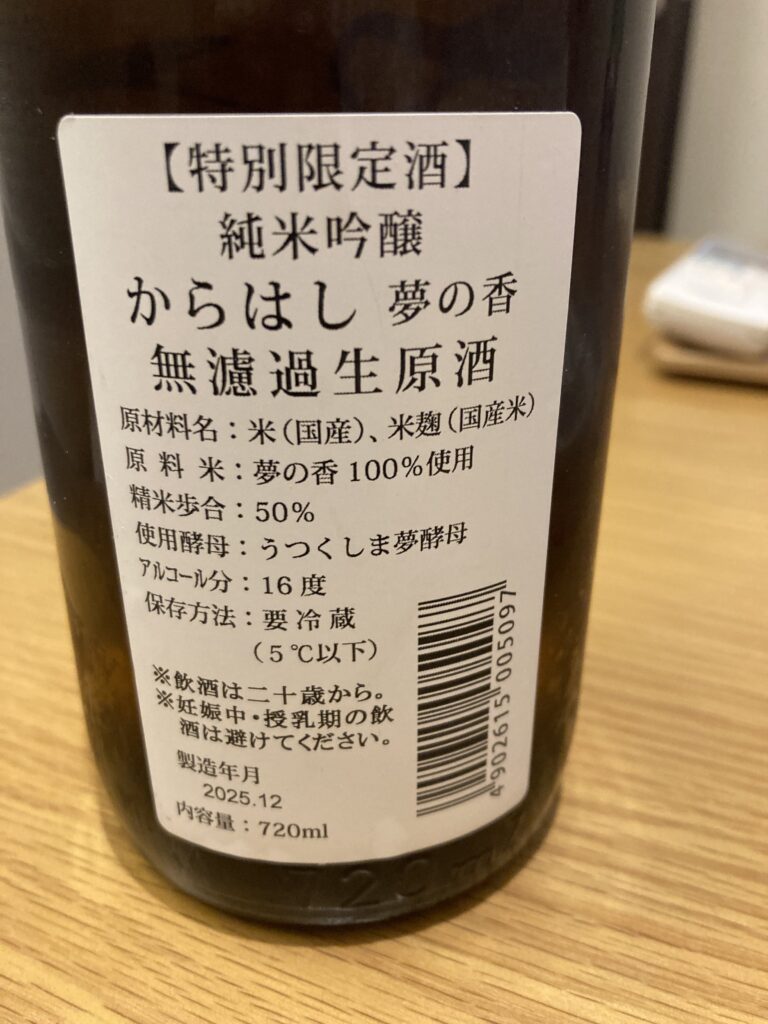 【特別限定酒】
純米吟醸
からはし 夢の香
無濾過生原酒
原材料名：米（国産）、米麹（国産米）
原料米：夢の香100％使用
精米歩合：50％
使用酵母：うつくしま夢酵母
ｱﾙｺｰﾙ分：16度
保存方法：要冷蔵
（5℃以下）
※飲酒は二十歳から。
※妊娠中・授乳期の飲
酒は避けてください。
製造年月
2025.12
内容量：720ml
4902615005097
720ml